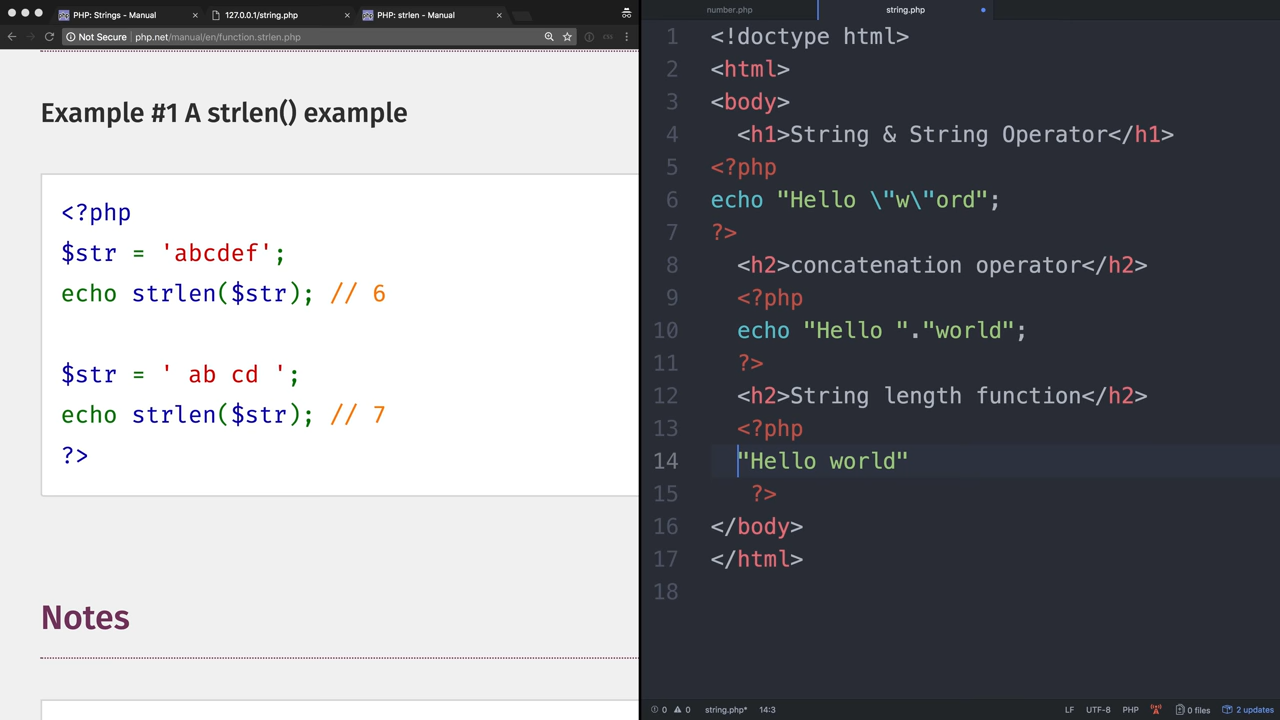 PHP: Strings - Manual
127.0.0.1/string.php
PHP: strlen - Manual
Not Secure
php.net/manual/en/function.strlen.php
Example #1 A strlen() example
<?php
$str = 'abcdef';
echo strlen($str); // 6
$str = ' ab cd ';
echo strlen($str); // 7
?>
Notes
number.php
string.php
1 <!doctype html>
2 <html>
3 <body>
4 <h1>String & String Operator</h1>
5 <?php
6 echo "Hello \"w\"ord";
7 ?>
8 <h2>concatenation operator</h2>
9 <?php
10 echo "Hello "."world";
11 ?>
12 <h2>String length function</h2>
13 <?php
14 "Hello world"
15 ?>
16 </body>
17 </html>
18
0 0 string.php* 14:3 LF UTF-8 PHP 0 files 2 updates